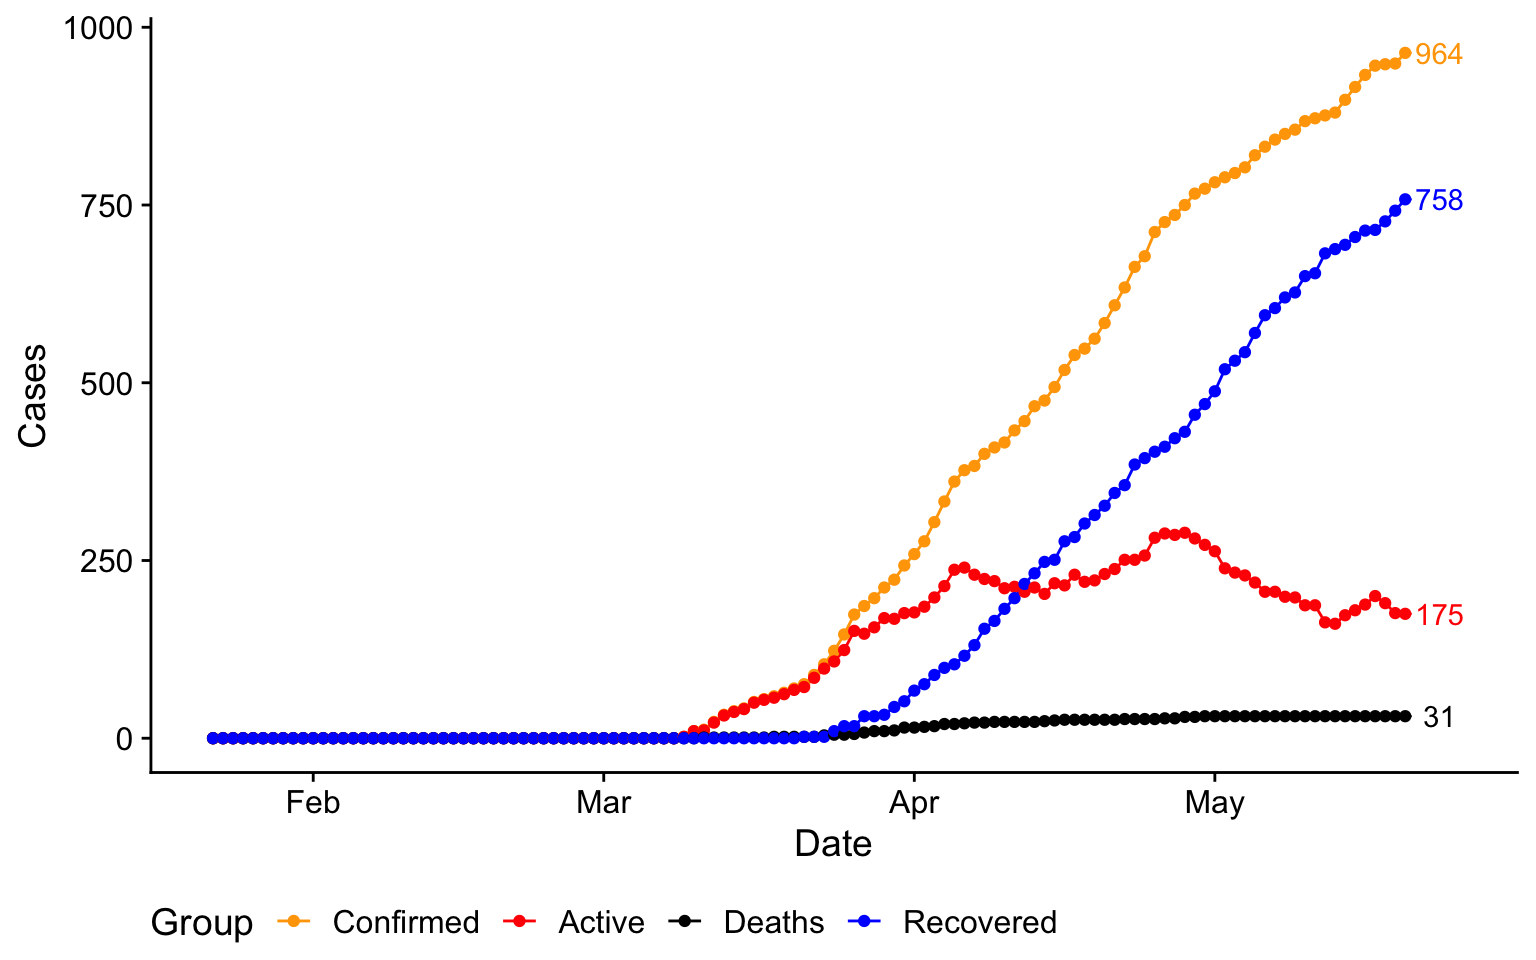 1000
964
750
758
Cases
500
250
175
0
31
Feb Mar Apr May
Date
Group Confirmed Active Deaths Recovered